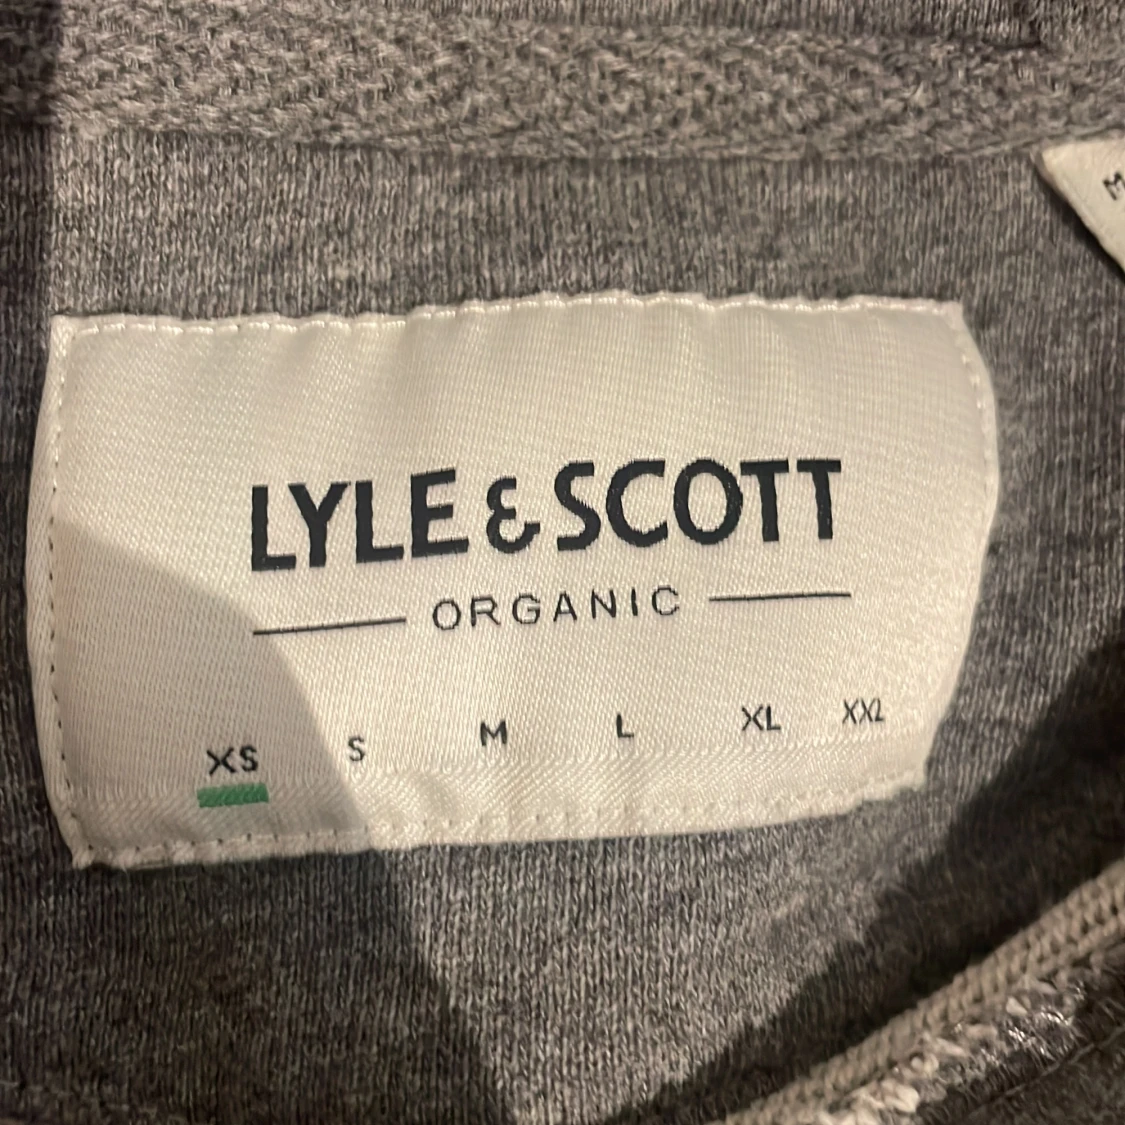 LYLE & SCOTT
ORGANIC
XS S M L XL XXL
M